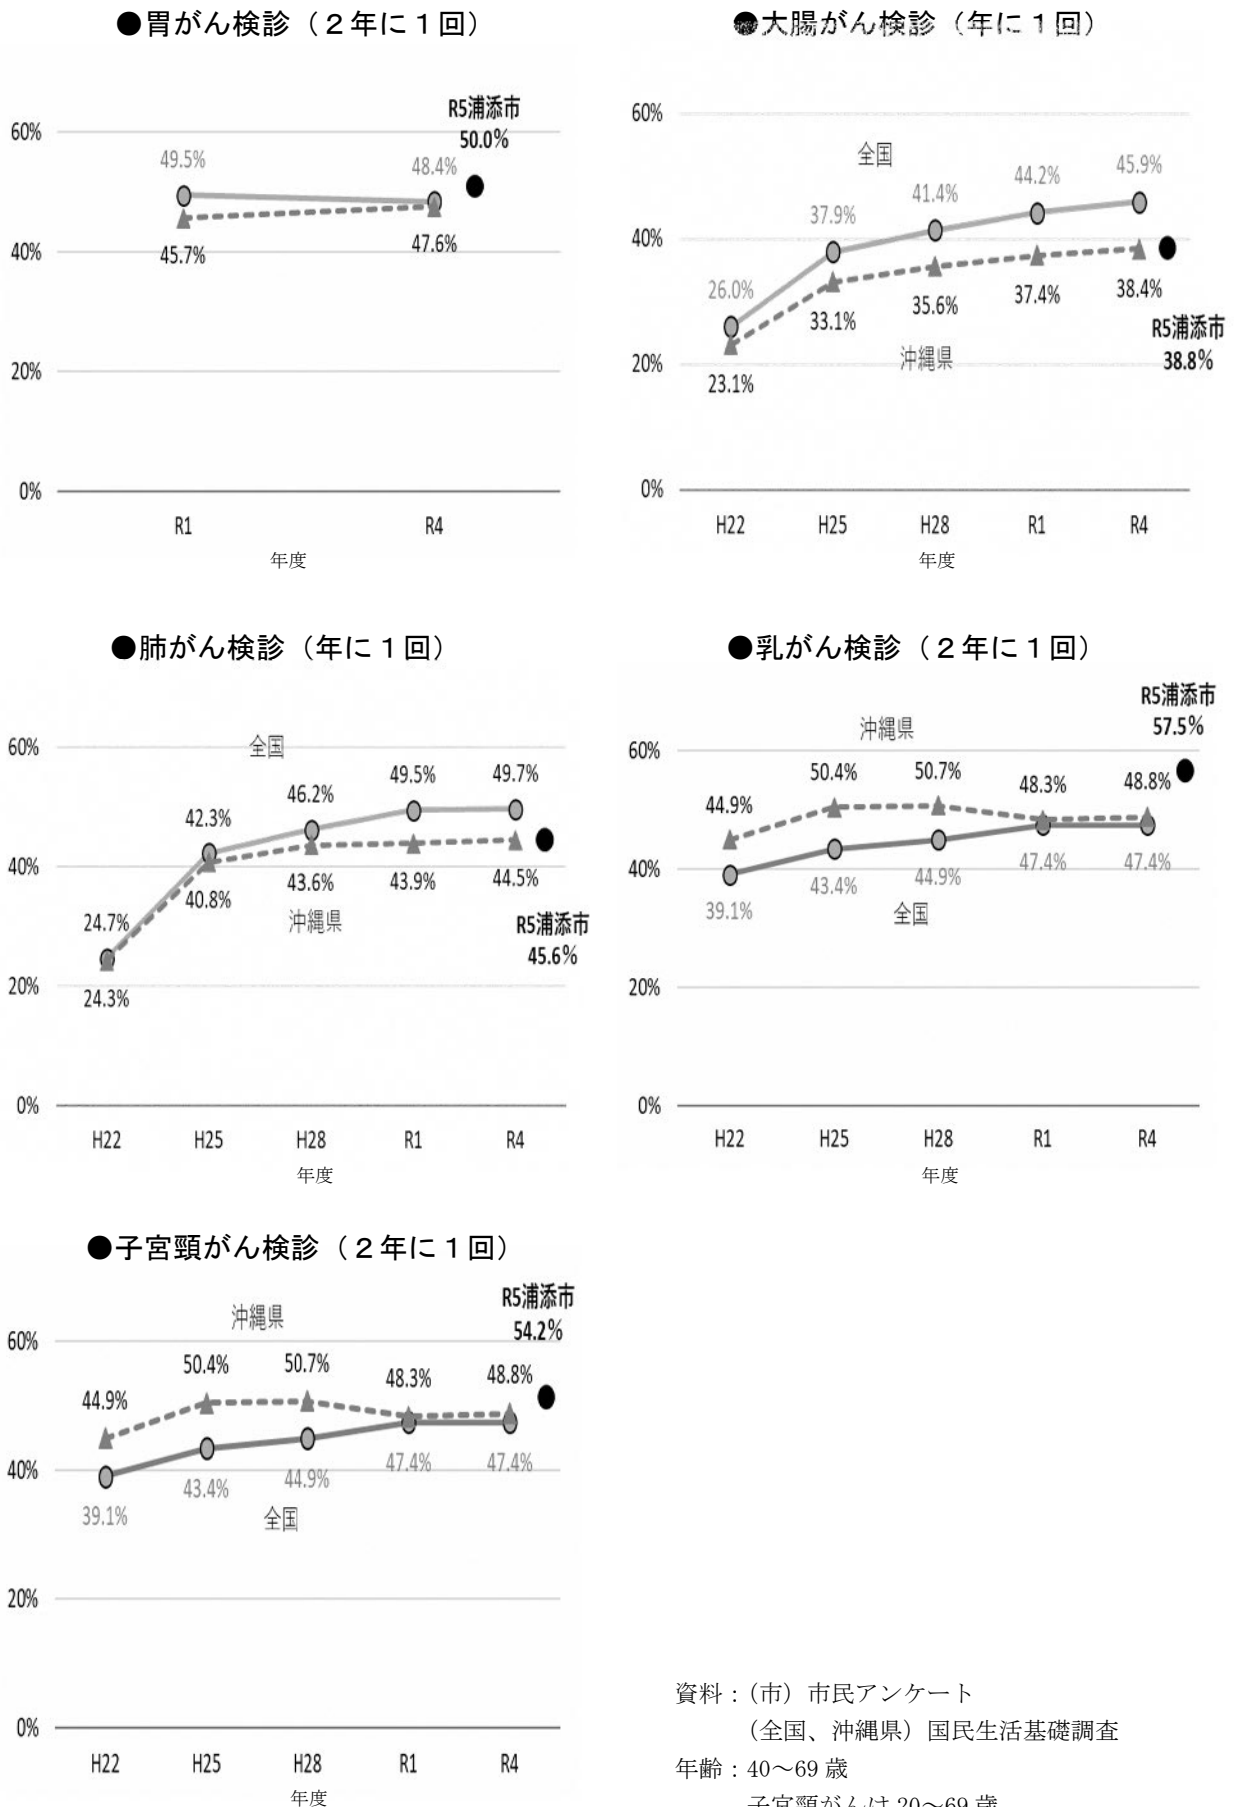 ●胃がん検診（２年に１回）
R5浦添市
50.0%
60%
49.5%
48.4%
45.7%
47.6%
40%
20%
0%
R1
R4
年度
●大腸がん検診（年に１回）
60%
全国
45.9%
44.2%
41.4%
37.9%
40%
26.0%
38.4%
37.4%
35.6%
33.1%
R5浦添市
38.8%
沖縄県
20%
23.1%
0%
H22
H25
H28
R1
R4
年度
●肺がん検診（年に１回）
60%
全国
49.5%
49.7%
46.2%
42.3%
40%
40.8%
43.6%
43.9%
44.5%
沖縄県
R5浦添市
45.6%
24.7%
20%
24.3%
0%
H22
H25
H28
R1
R4
年度
●乳がん検診（２年に１回）
R5浦添市
57.5%
沖縄県
60%
50.4%
50.7%
48.3%
48.8%
44.9%
40%
47.4%
47.4%
43.4%
44.9%
39.1%
全国
20%
0%
H22
H25
H28
R1
R4
年度
●子宮頸がん検診（２年に１回）
R5浦添市
54.2%
沖縄県
60%
50.4%
50.7%
48.3%
48.8%
44.9%
40%
47.4%
47.4%
43.4%
44.9%
39.1%
全国
20%
0%
H22
H25
H28
R1
R4
年度
資料：（市）市民アンケート
（全国、沖縄県）国民生活基礎調査
年齢：40～69 歳
子宮頸がんは 20～69 歳